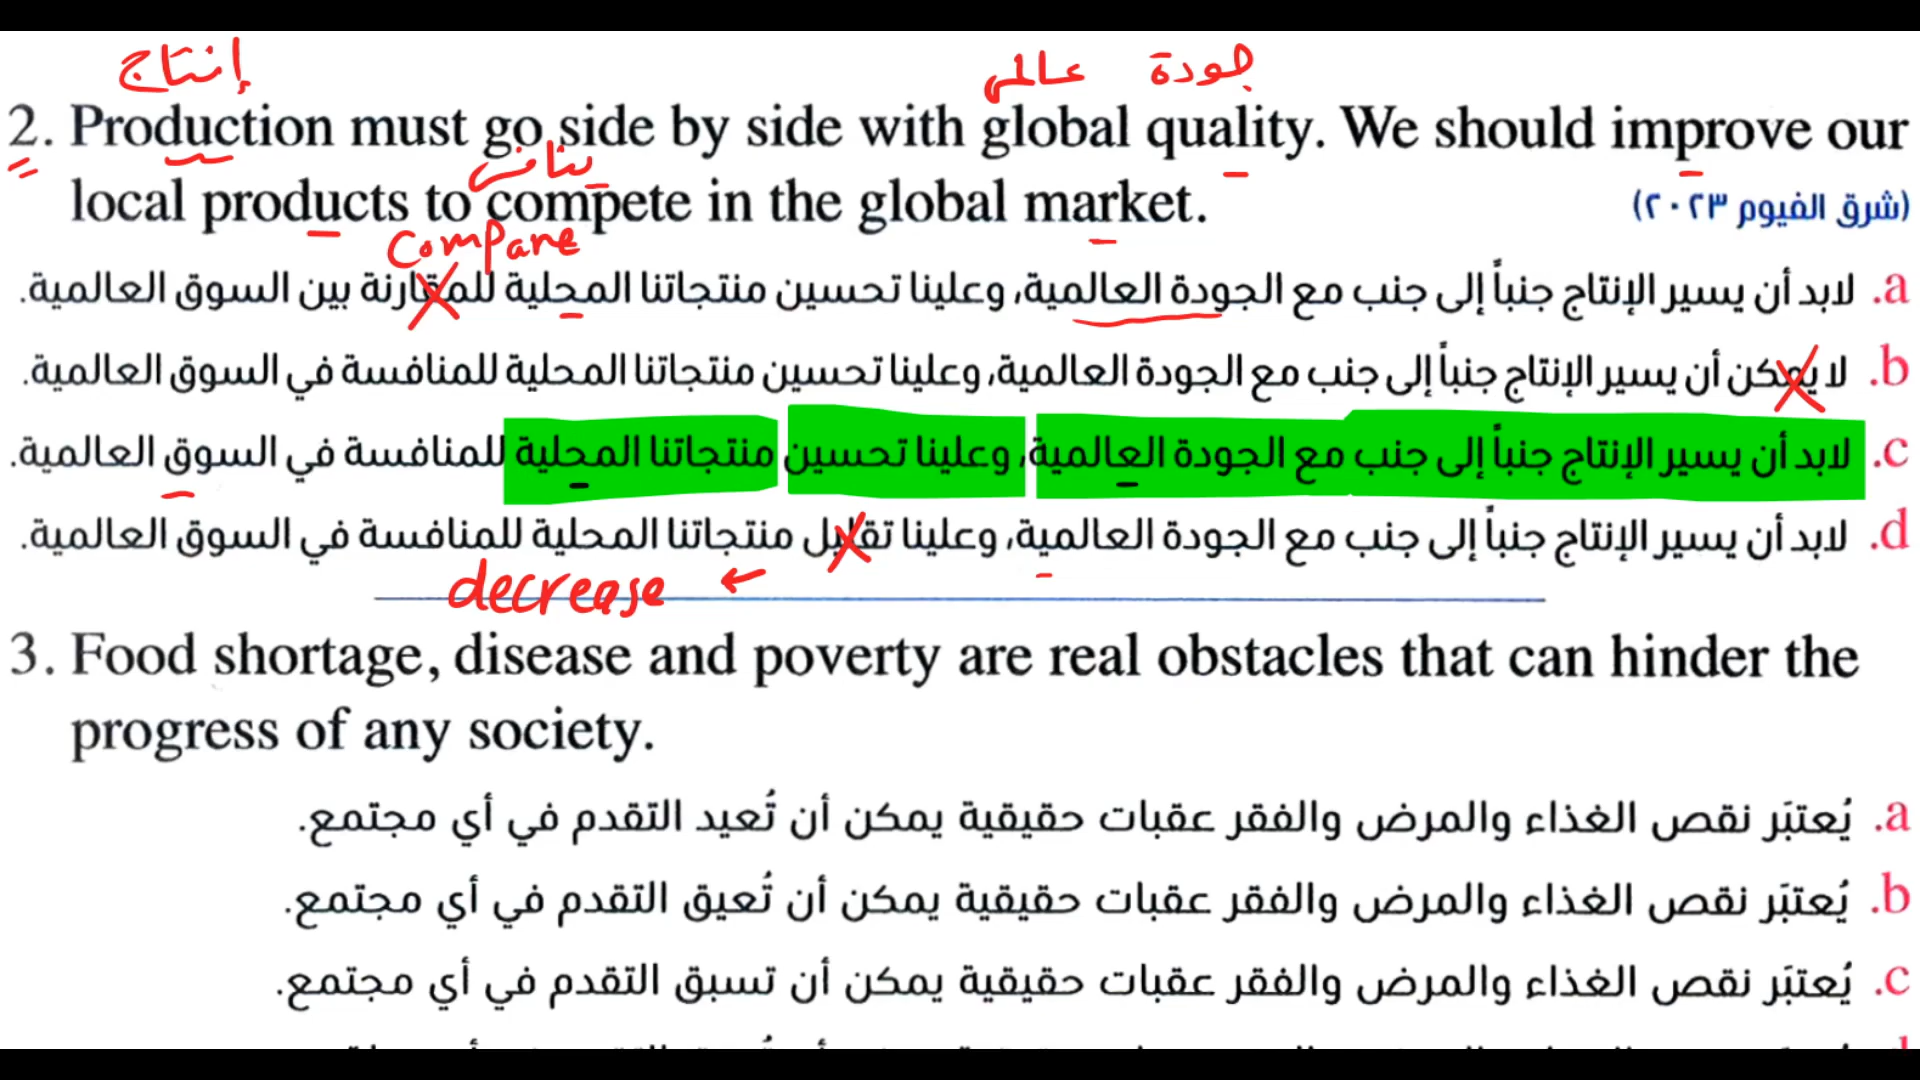 إنتاج
جودة عالمى
2. Production must go side by side with global quality. We should improve our
local products to compete in the global market. (شرق الفيوم ٢٠٢٣)
compare
a. لابد أن يسير الإنتاج جنباً إلى جنب مع الجودة العالمية، وعلينا تحسين منتجاتنا المحلية للمقارنة بين السوق العالمية.
b. لا يمكن أن يسير الإنتاج جنباً إلى جنب مع الجودة العالمية، وعلينا تحسين منتجاتنا المحلية للمنافسة في السوق العالمية.
c. لابد أن يسير الإنتاج جنباً إلى جنب مع الجودة العالمية، وعلينا تحسين منتجاتنا المحلية للمنافسة في السوق العالمية.
d. لابد أن يسير الإنتاج جنباً إلى جنب مع الجودة العالمية، وعلينا تقليل منتجاتنا المحلية للمنافسة في السوق العالمية.
decrease
3. Food shortage, disease and poverty are real obstacles that can hinder the
progress of any society.
a. يُعتبَر نقص الغذاء والمرض والفقر عقبات حقيقية يمكن أن تُعيد التقدم في أي مجتمع.
b. يُعتبَر نقص الغذاء والمرض والفقر عقبات حقيقية يمكن أن تُعيق التقدم في أي مجتمع.
c. يُعتبَر نقص الغذاء والمرض والفقر عقبات حقيقية يمكن أن تسبق التقدم في أي مجتمع.